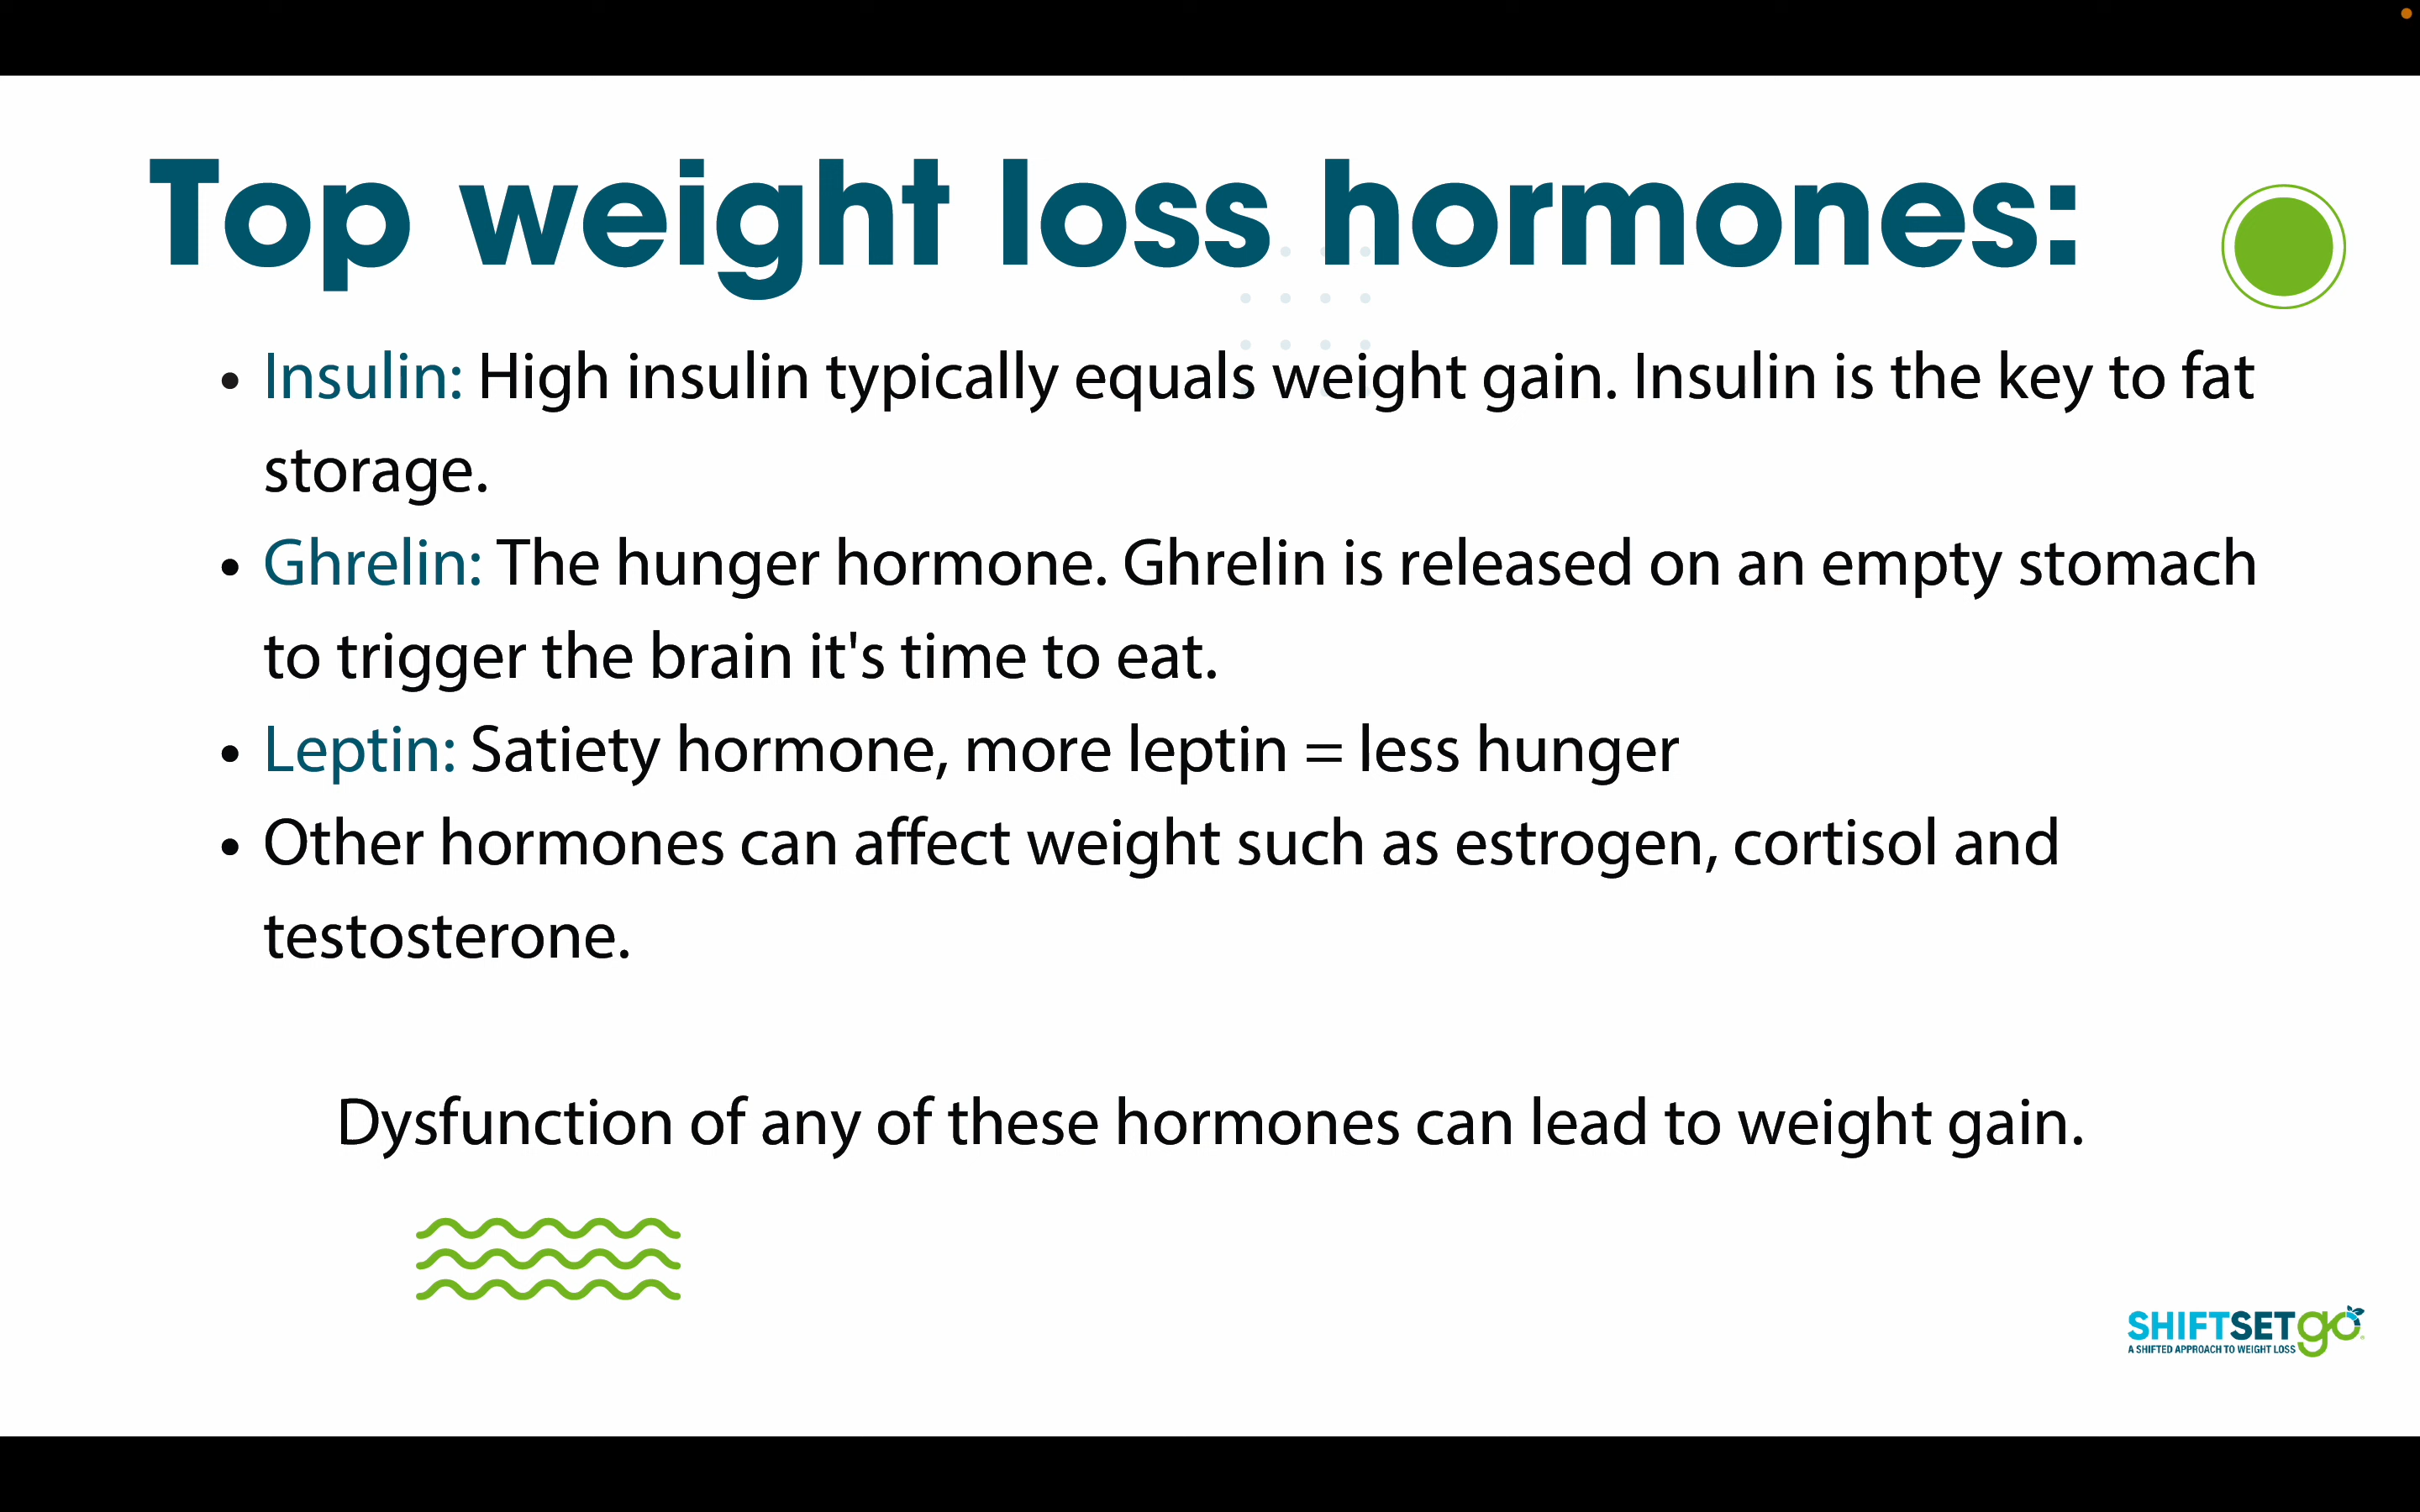 Top weight loss hormones:
• Insulin: High insulin typically equals weight gain. Insulin is the key to fat
storage.
• Ghrelin: The hunger hormone. Ghrelin is released on an empty stomach
to trigger the brain it's time to eat.
• Leptin: Satiety hormone, more leptin = less hunger
• Other hormones can affect weight such as estrogen, cortisol and
testosterone.
Dysfunction of any of these hormones can lead to weight gain.
SHIFTSETgo
A SHIFTED APPROACH TO WEIGHT LOSS